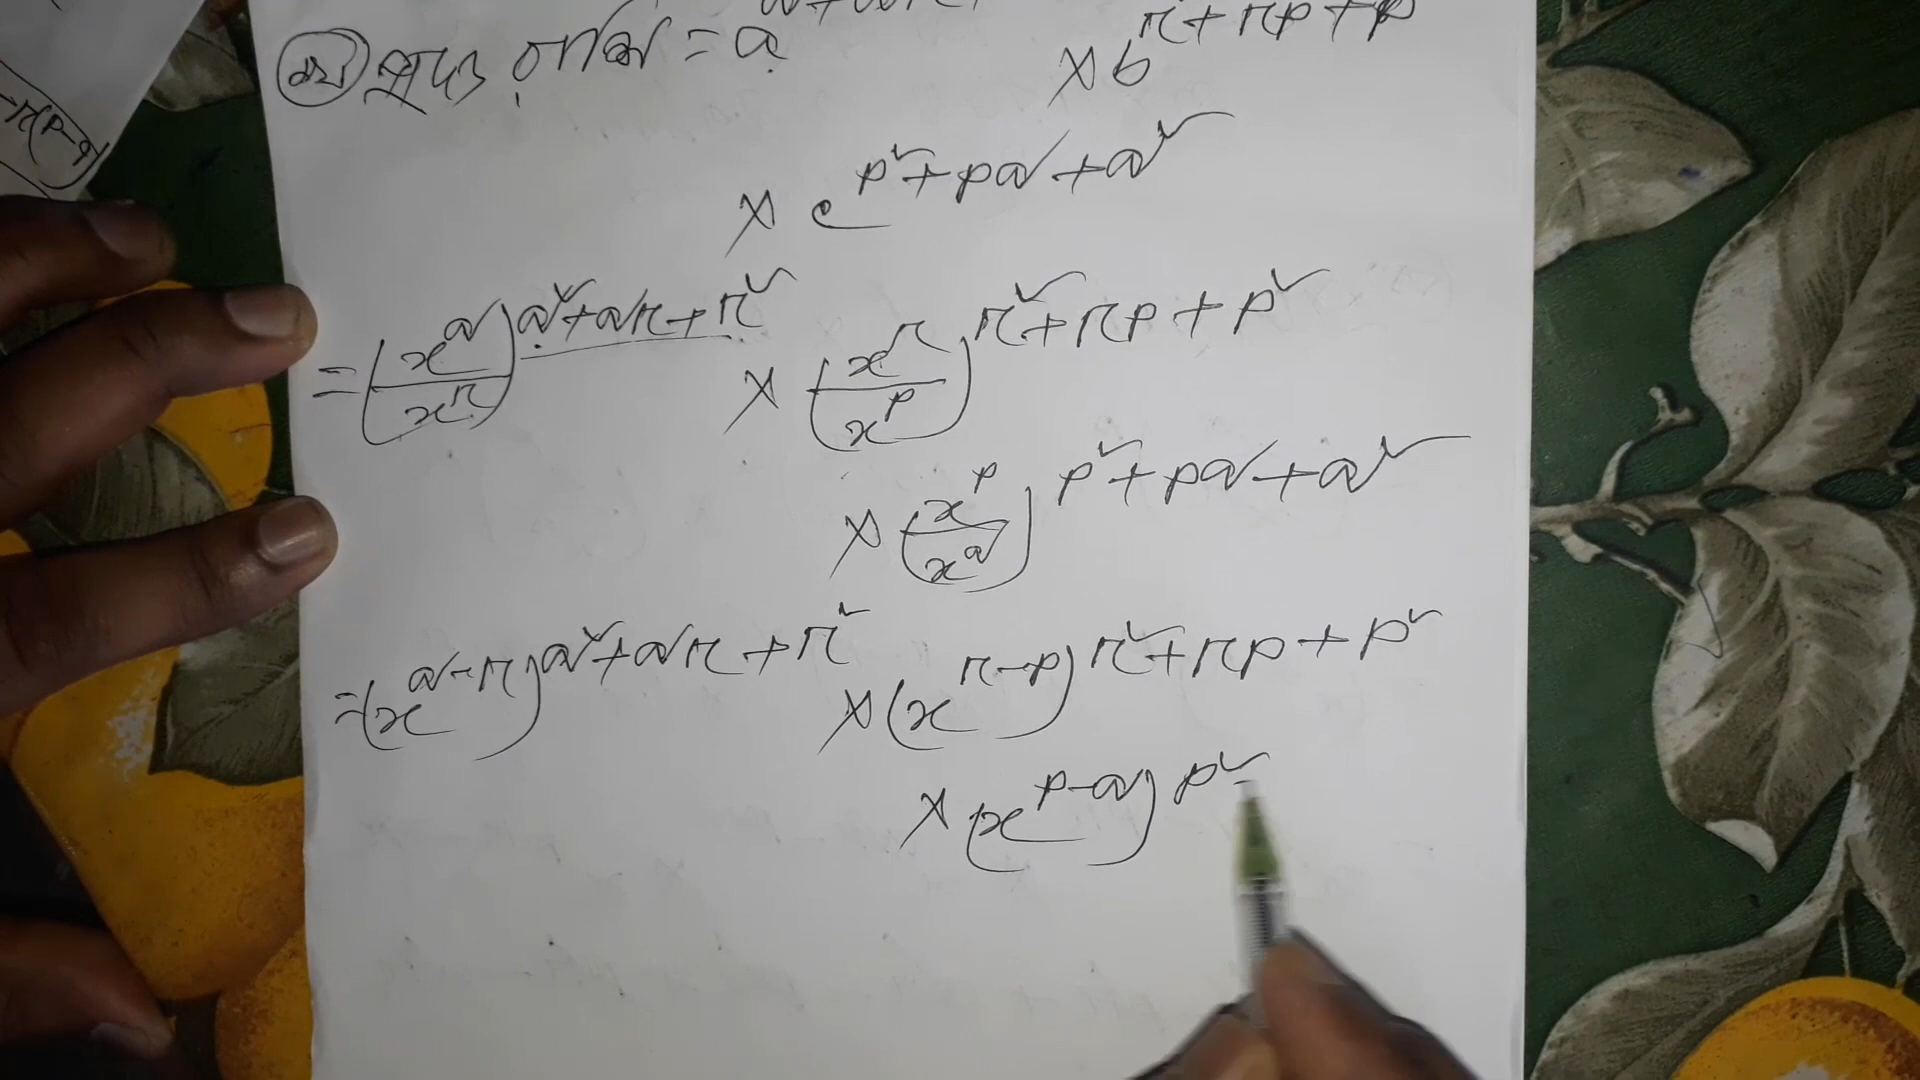 প্রদত্ত রাশি = a
× b^{r²+rp+p²}
× c^{p²+pq+q²}
= (x^q/x^r)^{q²+qr+r²} × (x^r/x^p)^{r²+rp+p²}
× (x^p/x^q)^{p²+pq+q²}
= (x^{q-r})^{q²+qr+r²} × (x^{r-p})^{r²+rp+p²}
× (x^{p-q})^{p²